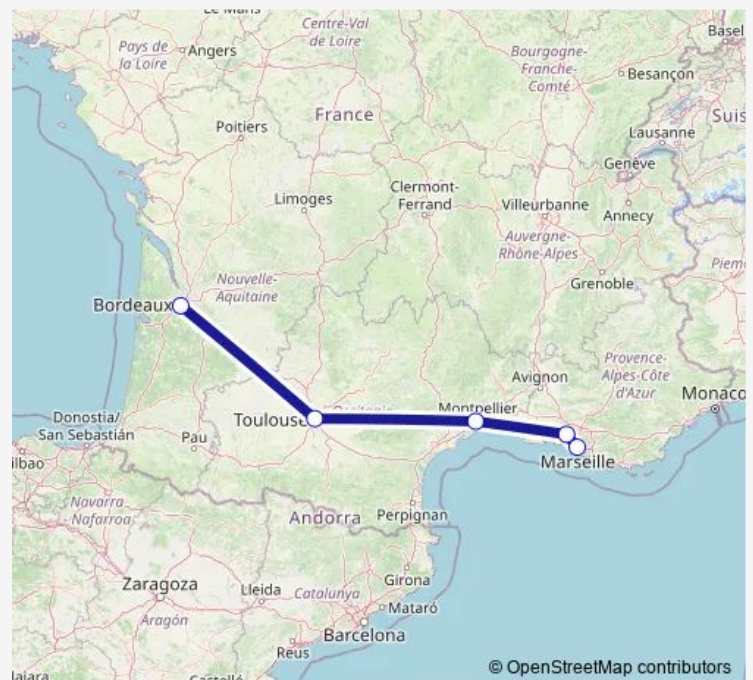 Le Mans
Centre-Val
de Loire
Basel
Pays de
la Loire
Angers
Bourgogne-
Franche-
Comté
Besançon
France
Suis
Poitiers
Lausanne
Genève
Limoges
Clermont-
Ferrand
Villeurbanne
Annecy
Auvergne-
Rhône-Alpes
Piem
Nouvelle-
Aquitaine
Grenoble
Bordeaux
Provence-
Alpes-Côte
d'Azur
Avignon
Monaco
Donostia/
San Sebastián
Toulouse
Occitanie
Montpellier
Pau
ilbao
Marseille
Navarra
- Nafarroa
Andorra
Perpignan
Zaragoza
Lleida
Catalunya
Girona
Aragón
Mataró
Barcelona
Reus
© OpenStreetMap contributors